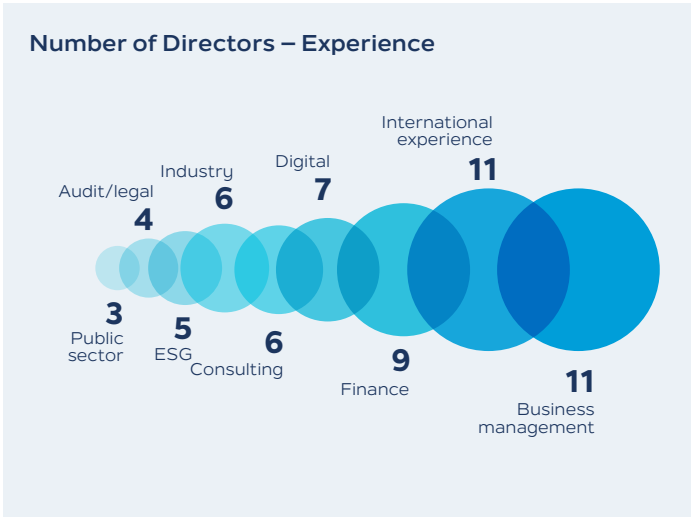 Number of Directors – Experience
International
experience
11
Digital
7
Industry
6
Audit/legal
4
3
Public
sector
5
ESG
6
Consulting
9
Finance
11
Business
management